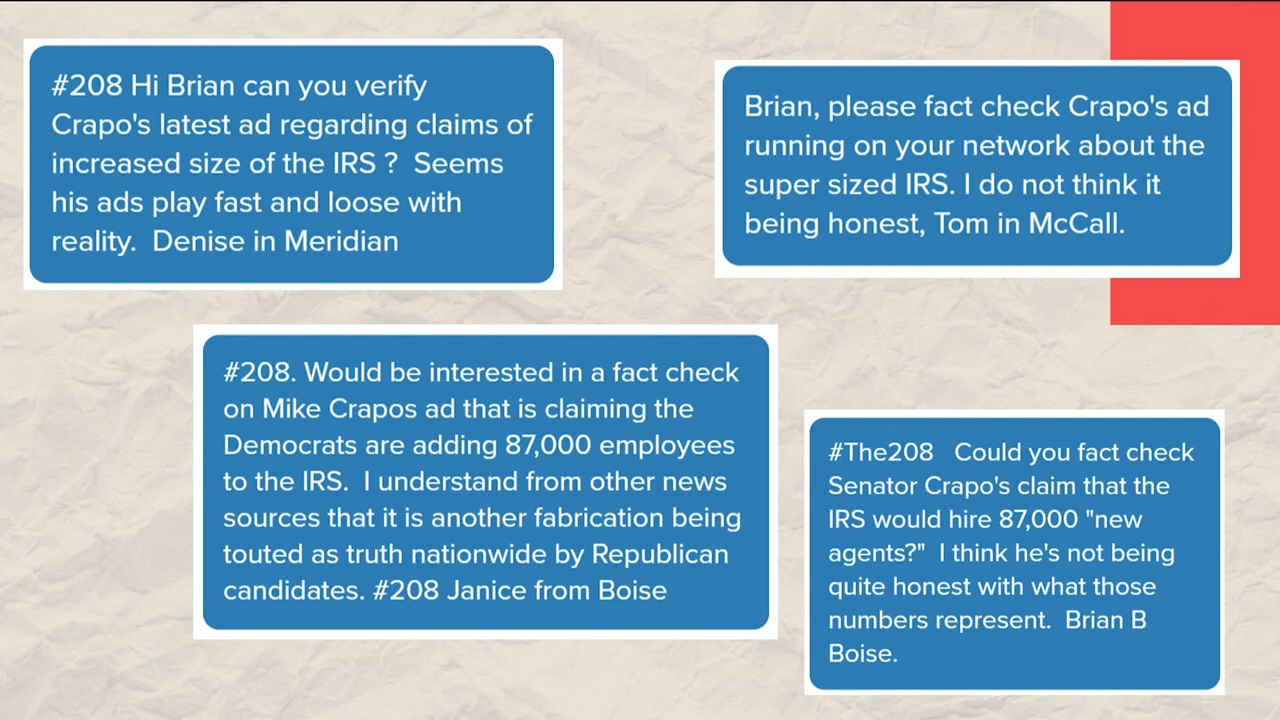 #208 Hi Brian can you verify
Crapo's latest ad regarding claims of
increased size of the IRS ?  Seems
his ads play fast and loose with
reality.  Denise in Meridian
Brian, please fact check Crapo's ad
running on your network about the
super sized IRS. I do not think it
being honest, Tom in McCall.
#208. Would be interested in a fact check
on Mike Crapos ad that is claiming the
Democrats are adding 87,000 employees
to the IRS.  I understand from other news
sources that it is another fabrication being
touted as truth nationwide by Republican
candidates. #208 Janice from Boise
#The208   Could you fact check
Senator Crapo's claim that the
IRS would hire 87,000 "new
agents?"  I think he's not being
quite honest with what those
numbers represent.  Brian B
Boise.